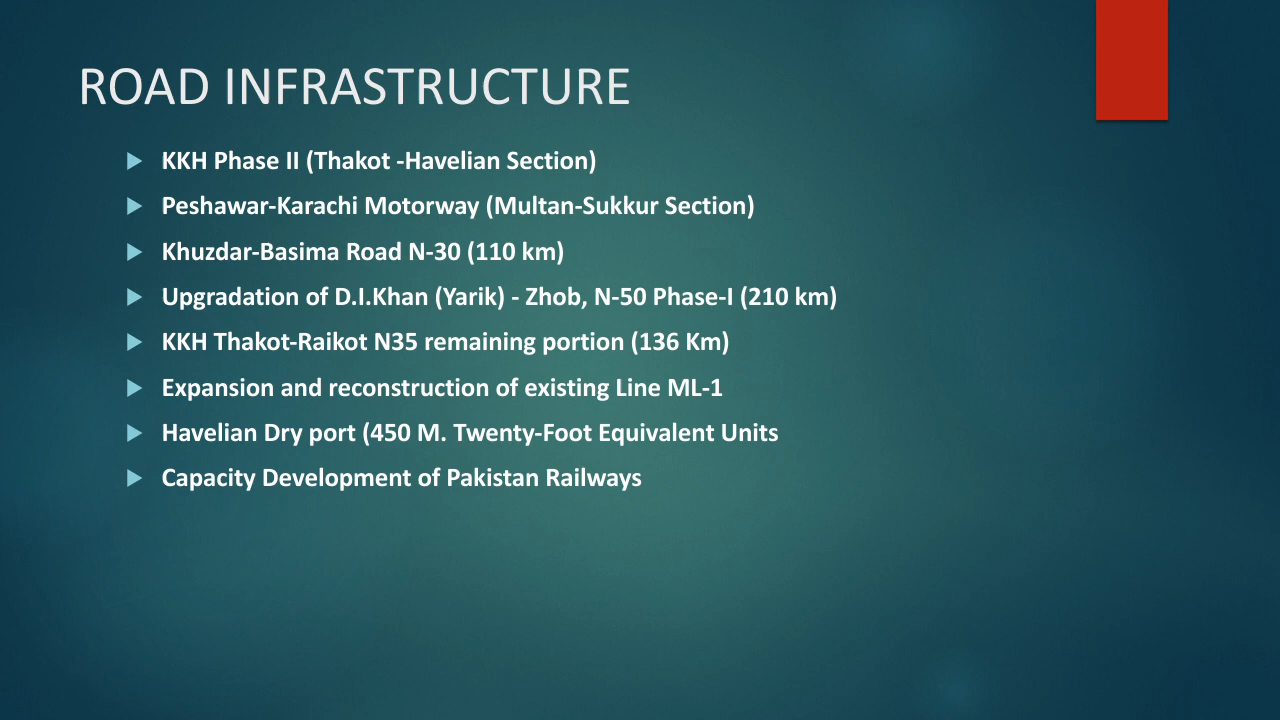 ROAD INFRASTRUCTURE
KKH Phase II (Thakot -Havelian Section)
Peshawar-Karachi Motorway (Multan-Sukkur Section)
Khuzdar-Basima Road N-30 (110 km)
Upgradation of D.I.Khan (Yarik) - Zhob, N-50 Phase-I (210 km)
KKH Thakot-Raikot N35 remaining portion (136 Km)
Expansion and reconstruction of existing Line ML-1
Havelian Dry port (450 M. Twenty-Foot Equivalent Units
Capacity Development of Pakistan Railways